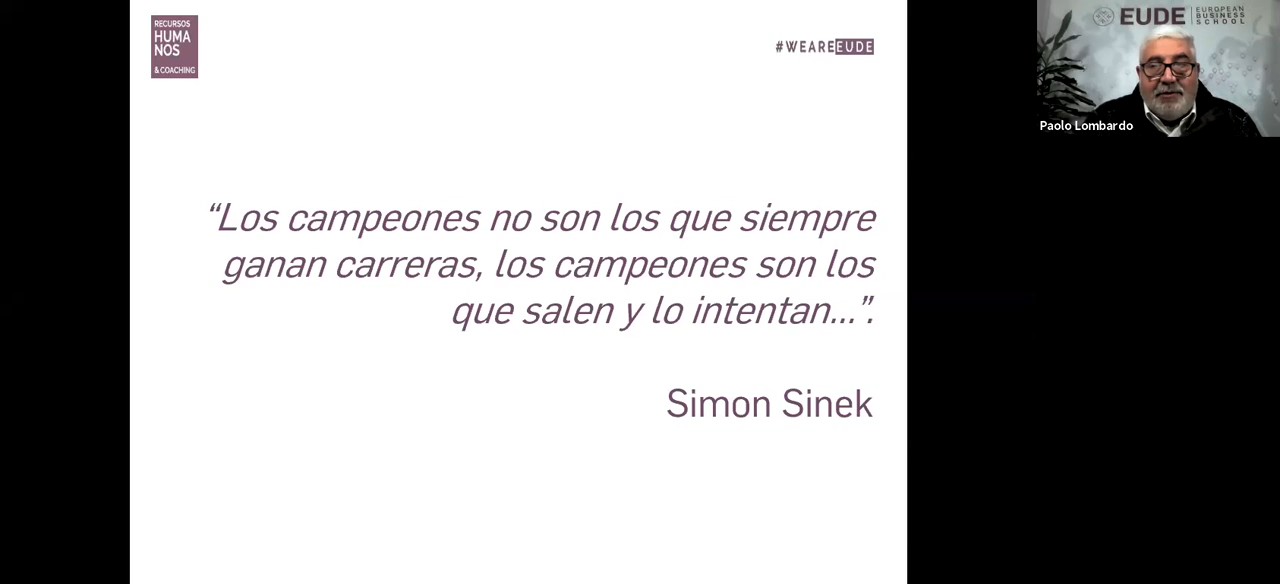 RECURSOS
HUMA
NOS
& COACHING
#WEAREEUDE
EUDE EUROPEAN
BUSINESS
SCHOOL
Paolo Lombardo
“Los campeones no son los que siempre
ganan carreras, los campeones son los
que salen y lo intentan...”.
Simon Sinek